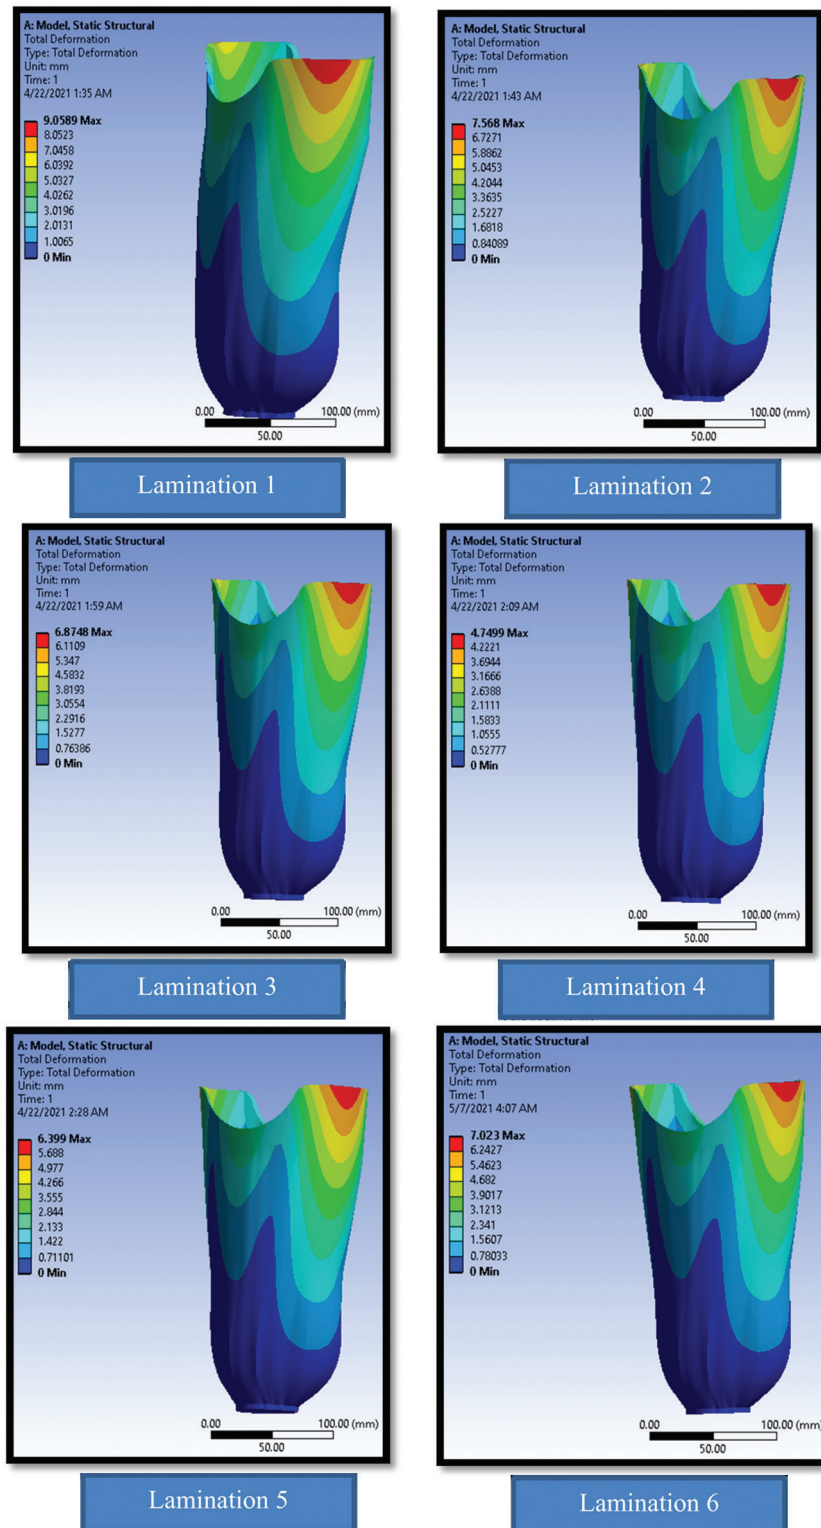 A: Model, Static Structural
Total Deformation
Type: Total Deformation
Unit: mm
Time: 1
4/22/2021 1:35 AM
9.0589 Max
8.0523
7.0458
6.0392
5.0327
4.0262
3.0196
2.0131
1.0065
0 Min
0.00
100.00 (mm)
50.00
Lamination 1
A: Model, Static Structural
Total Deformation
Type: Total Deformation
Unit: mm
Time: 1
4/22/2021 1:43 AM
7.568 Max
6.7271
5.8862
5.0453
4.2044
3.3635
2.5227
1.6818
0.84089
0 Min
0.00
100.00 (mm)
50.00
Lamination 2
A: Model, Static Structural
Total Deformation
Type: Total Deformation
Unit: mm
Time: 1
4/22/2021 1:59 AM
6.8748 Max
6.1109
5.347
4.5832
3.8193
3.0554
2.2916
1.5277
0.76386
0 Min
0.00
100.00 (mm)
50.00
Lamination 3
A: Model, Static Structural
Total Deformation
Type: Total Deformation
Unit: mm
Time: 1
4/22/2021 2:09 AM
4.7499 Max
4.2221
3.6944
3.1666
2.6388
2.1111
1.5833
1.0555
0.52777
0 Min
0.00
100.00 (mm)
50.00
Lamination 4
A: Model, Static Structural
Total Deformation
Type: Total Deformation
Unit: mm
Time: 1
4/22/2021 2:28 AM
6.399 Max
5.688
4.977
4.266
3.555
2.844
2.133
1.422
0.71101
0 Min
0.00
100.00 (mm)
50.00
Lamination 5
A: Model, Static Structural
Total Deformation
Type: Total Deformation
Unit: mm
Time: 1
5/7/2021 4:07 AM
7.023 Max
6.2427
5.4623
4.682
3.9017
3.1213
2.341
1.5607
0.78033
0 Min
0.00
100.00 (mm)
50.00
Lamination 6